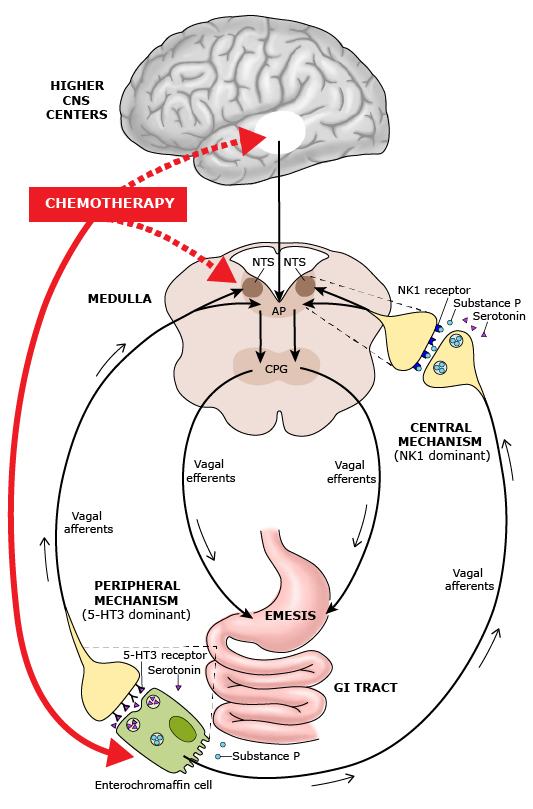 HIGHER
CNS
CENTERS
CHEMOTHERAPY
NTS
NTS
MEDULLA
AP
NK1 receptor
Substance P
Serotonin
CPG
CENTRAL
MECHANISM
(NK1 dominant)
Vagal
efferents
Vagal
efferents
Vagal
afferents
Vagal
afferents
PERIPHERAL
MECHANISM
(5-HT3 dominant)
EMESIS
5-HT3 receptor
Serotonin
GI TRACT
Substance P
Enterochromaffin cell